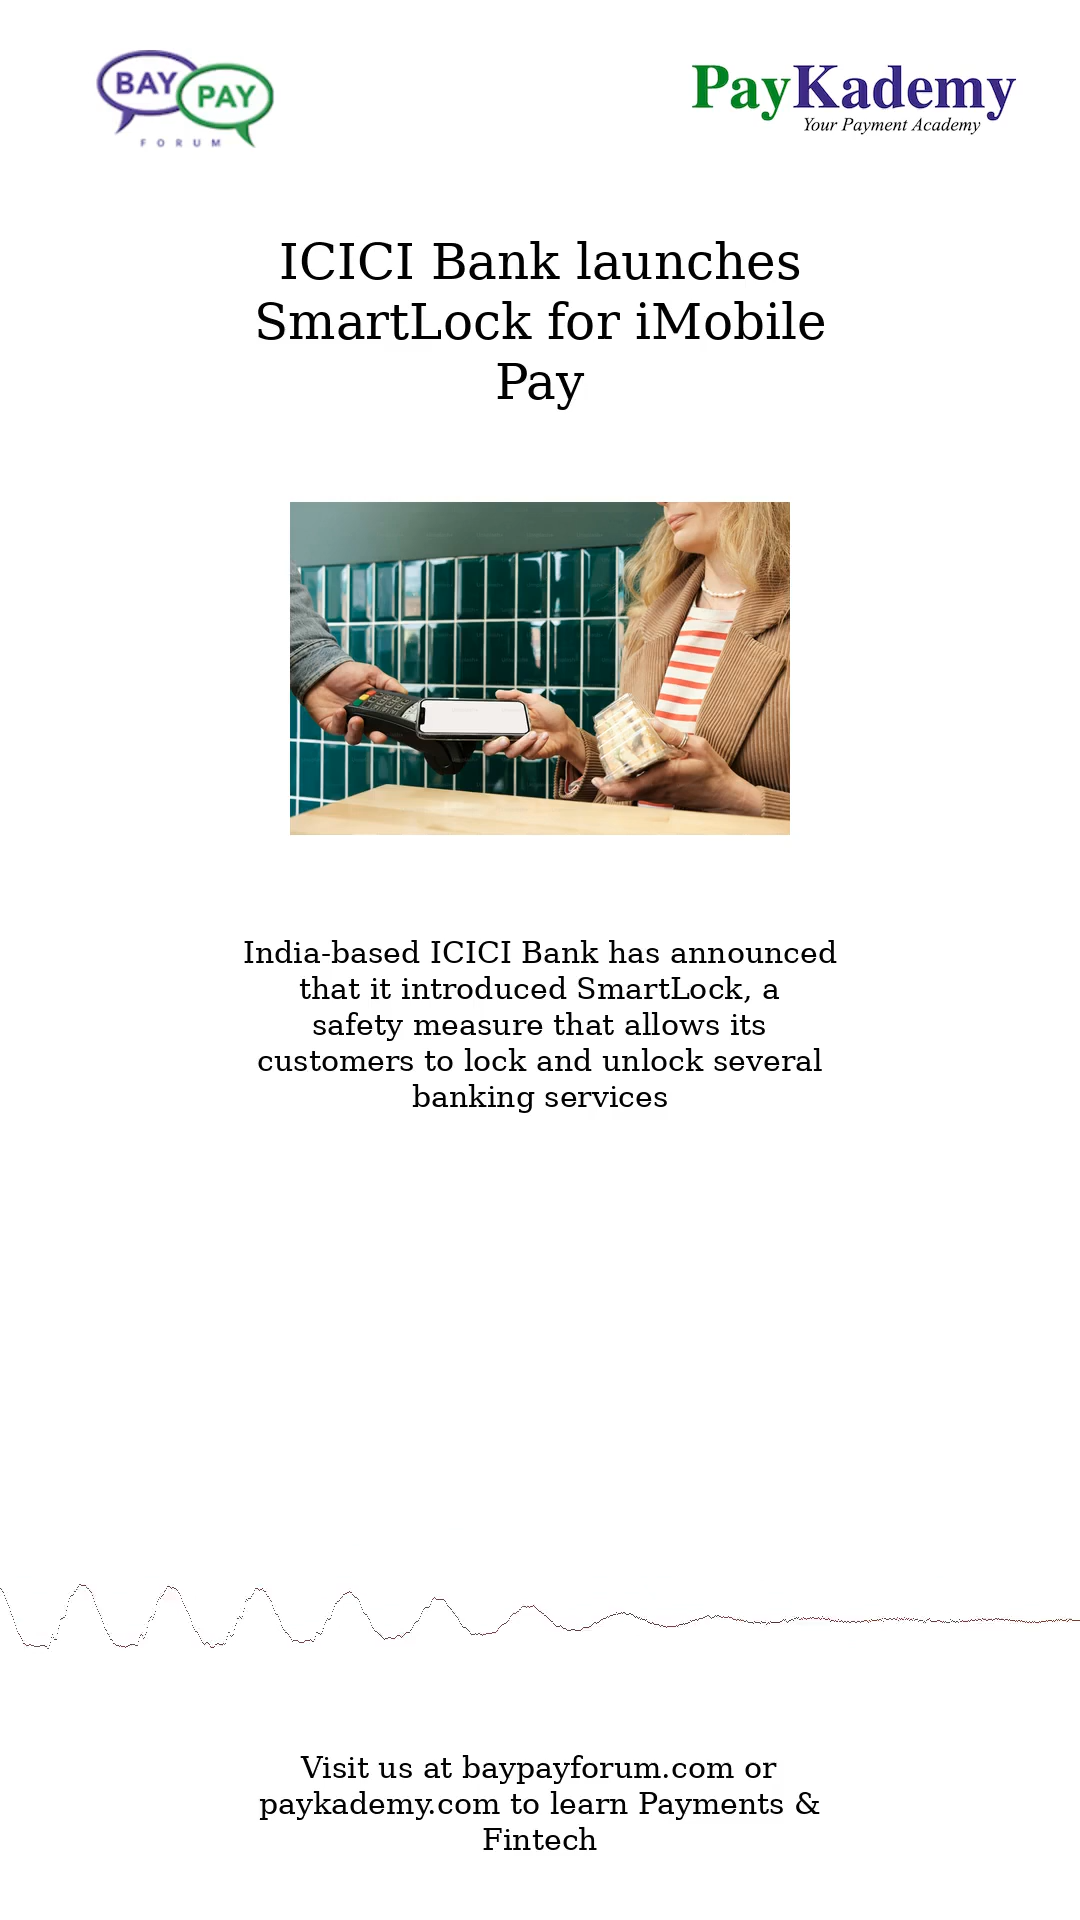 BAY PAY
FORUM
PayKademy
Your Payment Academy
ICICI Bank launches
SmartLock for iMobile
Pay
India-based ICICI Bank has announced
that it introduced SmartLock, a
safety measure that allows its
customers to lock and unlock several
banking services
Visit us at baypayforum.com or
paykademy.com to learn Payments &
Fintech